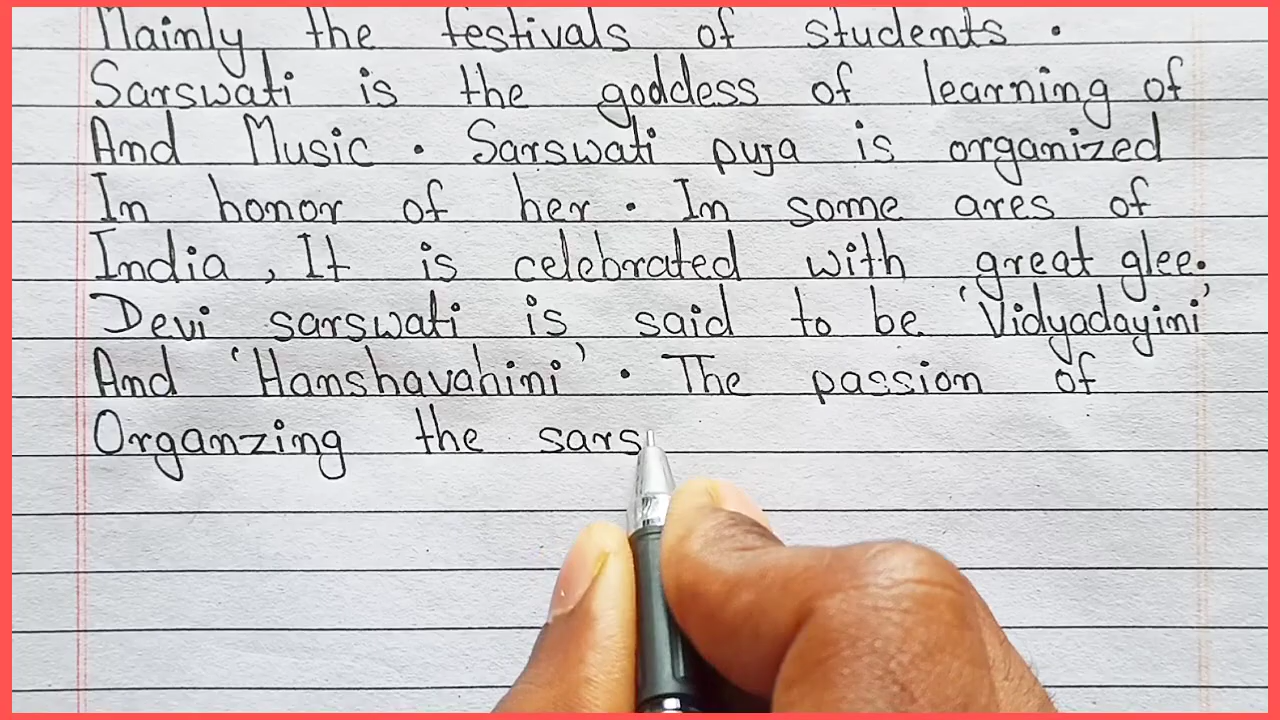 Mainly the festivals of students .
Sarswati is the goddess of learning of
And Music . Sarswati puja is organized
In honor of her . In some ares of
India , It is celebrated with great glee.
Devi sarswati is said to be 'Vidyadayini'
And 'Hanshavahini' . The passion of
Organzing the sars